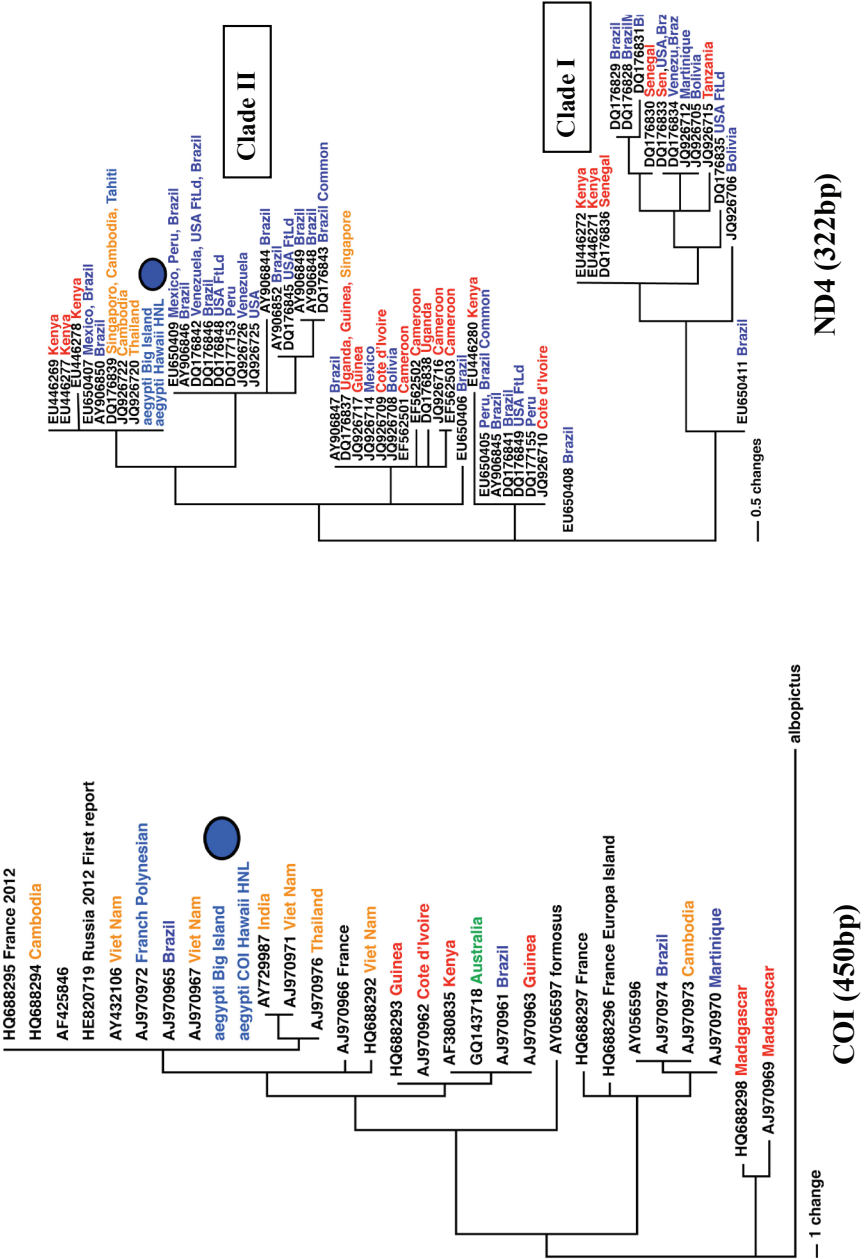 HQ688295 France 2012
HQ688294 Cambodia
AF425846
HE820719 Russia 2012 First report
AY432106 Viet Nam
AJ970972 Franch Polynesian
AJ970965 Brazil
AJ970967 Viet Nam
aegypti Big Island
aegypti COI Hawaii HNL
AY729987 India
AJ970971 Viet Nam
AJ970976 Thailand
AJ970966 France
HQ688292 Viet Nam
HQ688293 Guinea
AJ970962 Cote d'Ivoire
AF380835 Kenya
GQ143718 Australia
AJ970961 Brazil
AJ970963 Guinea
AY056597 formosus
HQ688297 France
HQ688296 France Europa Island
AY056596
AJ970974 Brazil
AJ970973 Cambodia
AJ970970 Martinique
HQ688298 Madagascar
AJ970969 Madagascar
albopictus
1 change
COI (450bp)
EU446269 Kenya
EU446277 Kenya
EU446278 Kenya
EU650407 Mexico, Brazil
AY906850 Brazil
DQ176839 Singaporo, Cambodia, Tahiti
JQ926722 Cambodia
JQ926720 Thailand
aegypti Big Island
aegypti Hawaii HNL
EU650409 Mexico, Peru, Brazil
AY906846 Brazil
DQ176842 Venezuela, USA FtLd, Brazil
DQ176846 Brazil
DQ176848 USA FtLd
DQ177153 Peru
JQ926726 Venezuela
JQ926725 USA
AY906844 Brazil
AY906852 Brazil
DQ176845 USA FtLd
AY906849 Brazil
AY906848 Brazil
DQ176843 Brazil Common
Clade II
AY906847 Brazil
DQ176837 Uganda, Guinea, Singapore
JQ926717 Guinea
JQ926714 Mexico
JQ926709 Cote d'Ivoire
JQ926708 Bolivia
EF562501 Cameroon
EF562502 Cameroon
DQ176838 Uganda
JQ926716 Cameroon
EF562503 Cameroon
EU650406 Brazil
EU446280 Kenya
EU650405 Peru, Brazil Common
AY906845 Brazil
DQ176841 Brazil
DQ176849 USA FtLd
DQ177155 Peru
JQ926710 Cote d'Ivoire
EU650408 Brazil
Clade I
EU446272 Kenya
EU446271 Kenya
DQ176836 Senegal
DQ176829 Brazil
DQ176828 Brazil
DQ176831
DQ176830 Senegal
DQ176833 Sen,USA,Brz
DQ176834 Venezu,Braz
JQ926712 Martinique
JQ926705 Bolivia
JQ926715 Tanzania
DQ176835 USA FtLd
JQ926706 Bolivia
EU650411 Brazil
0.5 changes
ND4 (322bp)